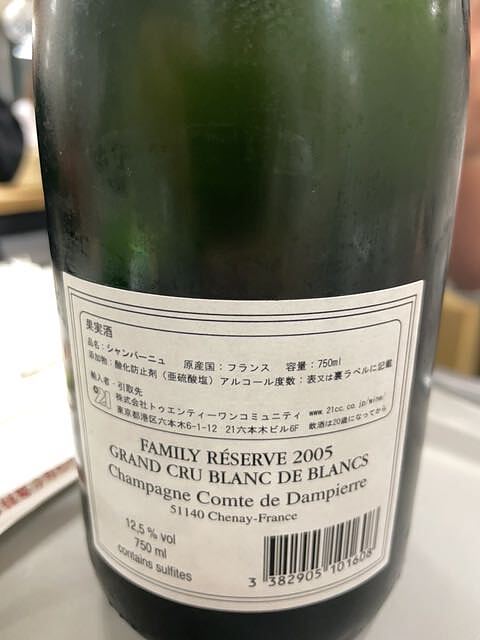 果実酒
品名：シャンパーニュ 原産国：フランス 容量：750ml
添加物：酸化防止剤（亜硫酸塩）アルコール度数：表又は裏ラベルに記載
輸入者・引取先
21 株式会社トゥエンティーワンコミュニティ www.21cc.co.jp/wine/
東京都港区六本木6-1-12 21六本木ビル6F 飲酒は20歳になってから
FAMILY RÉSERVE 2005
GRAND CRU BLANC DE BLANCS
Champagne Comte de Dampierre
51140 Chenay-France
12,5 % vol
750 ml
contains sulfites
3 382905 101608